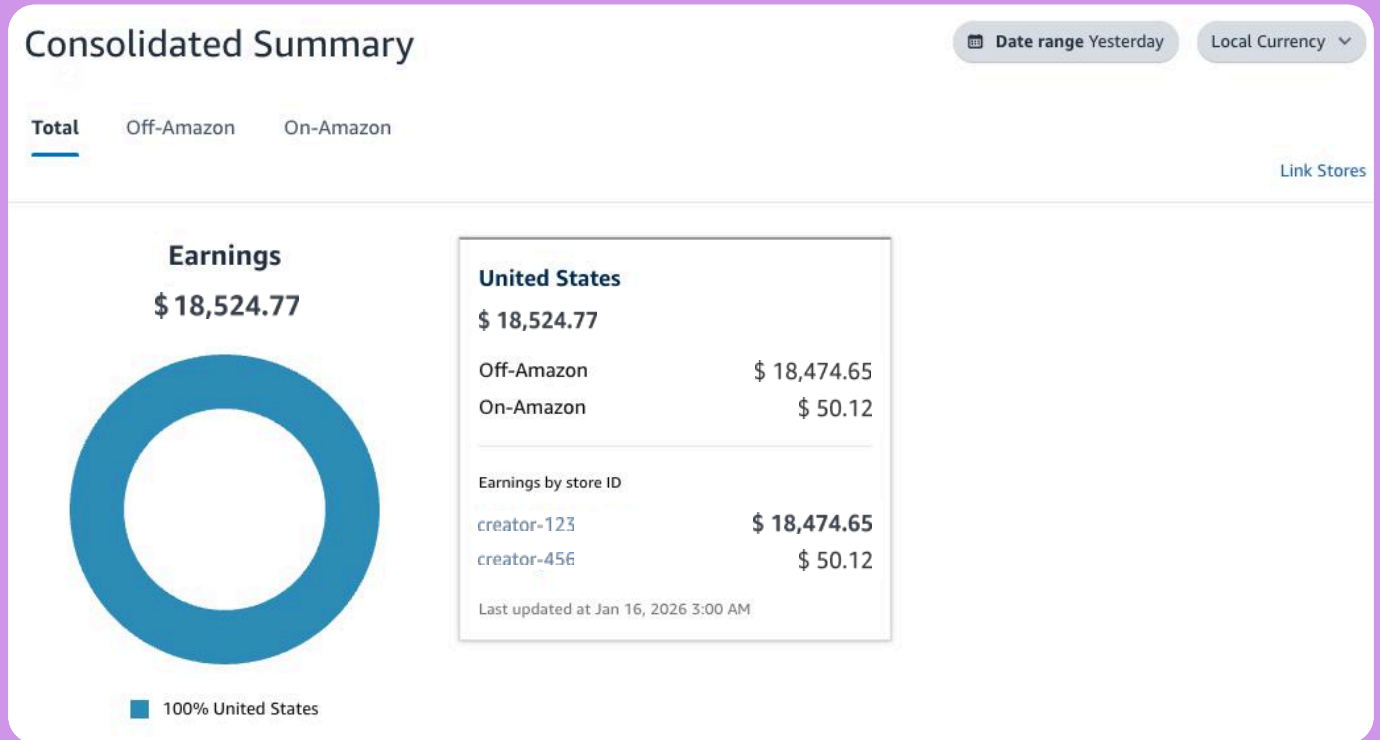 Consolidated Summary
Date range Yesterday
Local Currency
Total Off-Amazon On-Amazon
Link Stores
Earnings
$ 18,524.77
100% United States
United States
$ 18,524.77
Off-Amazon $ 18,474.65
On-Amazon $ 50.12
Earnings by store ID
creator-123 $ 18,474.65
creator-456 $ 50.12
Last updated at Jan 16, 2026 3:00 AM